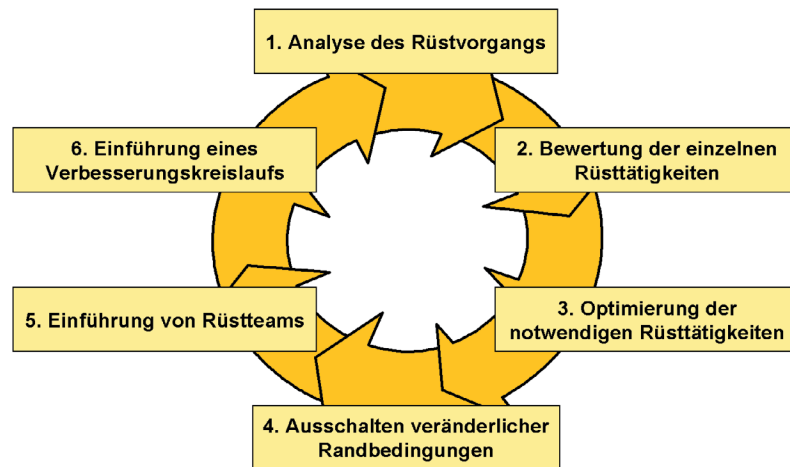 1. Analyse des Rüstvorgangs
2. Bewertung der einzelnen
Rüsttätigkeiten
3. Optimierung der
notwendigen Rüsttätigkeiten
4. Ausschalten veränderlicher
Randbedingungen
5. Einführung von Rüstteams
6. Einführung eines
Verbesserungskreislaufs